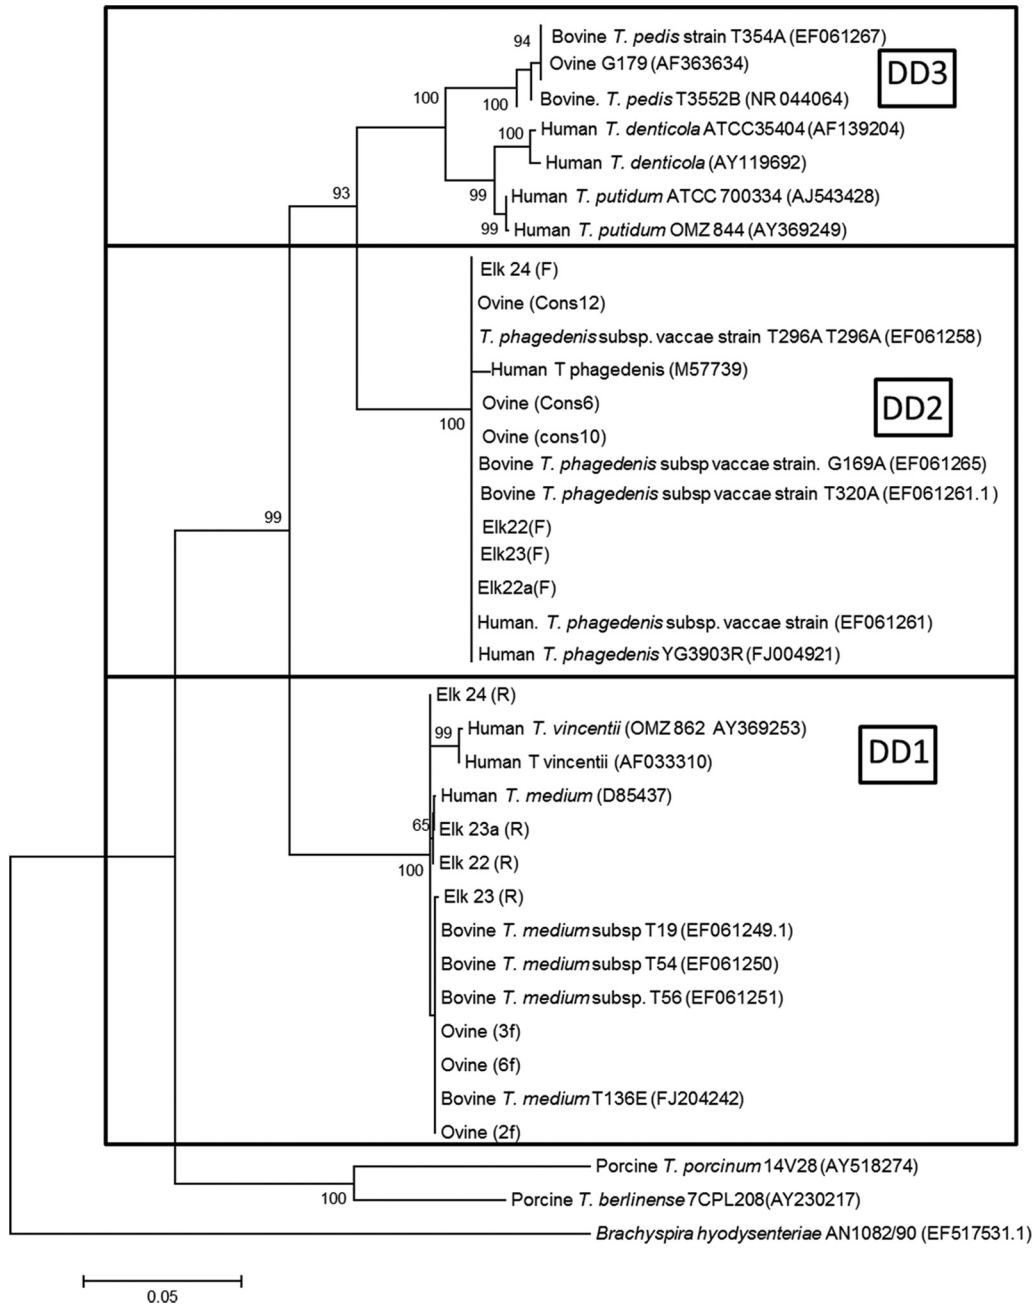 94
Bovine T. pedis strain T354A (EF061267)
Ovine G179 (AF363634)
DD3
100
100
Bovine. T. pedis T3552B (NR 044064)
100
Human T. denticola ATCC35404 (AF139204)
Human T. denticola (AY119692)
93
99
Human T. putidum ATCC 700334 (AJ543428)
99
Human T. putidum OMZ 844 (AY369249)
Elk 24 (F)
Ovine (Cons12)
T. phagedenis subsp. vaccae strain T296A T296A (EF061258)
Human T phagedenis (M57739)
DD2
Ovine (Cons6)
100
Ovine (cons10)
Bovine T. phagedenis subsp vaccae strain. G169A (EF061265)
Bovine T. phagedenis subsp vaccae strain T320A (EF061261.1)
99
Elk22(F)
Elk23(F)
Elk22a(F)
Human. T. phagedenis subsp. vaccae strain (EF061261)
Human T. phagedenis YG3903R (FJ004921)
Elk 24 (R)
99
Human T. vincentii (OMZ 862 AY369253)
DD1
Human T vincentii (AF033310)
Human T. medium (D85437)
65
Elk 23a (R)
100
Elk 22 (R)
Elk 23 (R)
Bovine T. medium subsp T19 (EF061249.1)
Bovine T. medium subsp T54 (EF061250)
Bovine T. medium subsp. T56 (EF061251)
Ovine (3f)
Ovine (6f)
Bovine T. medium T136E (FJ204242)
Ovine (2f)
Porcine T. porcinum 14V28 (AY518274)
100
Porcine T. berlinense 7CPL208(AY230217)
Brachyspira hyodysenteriae AN1082/90 (EF517531.1)
0.05